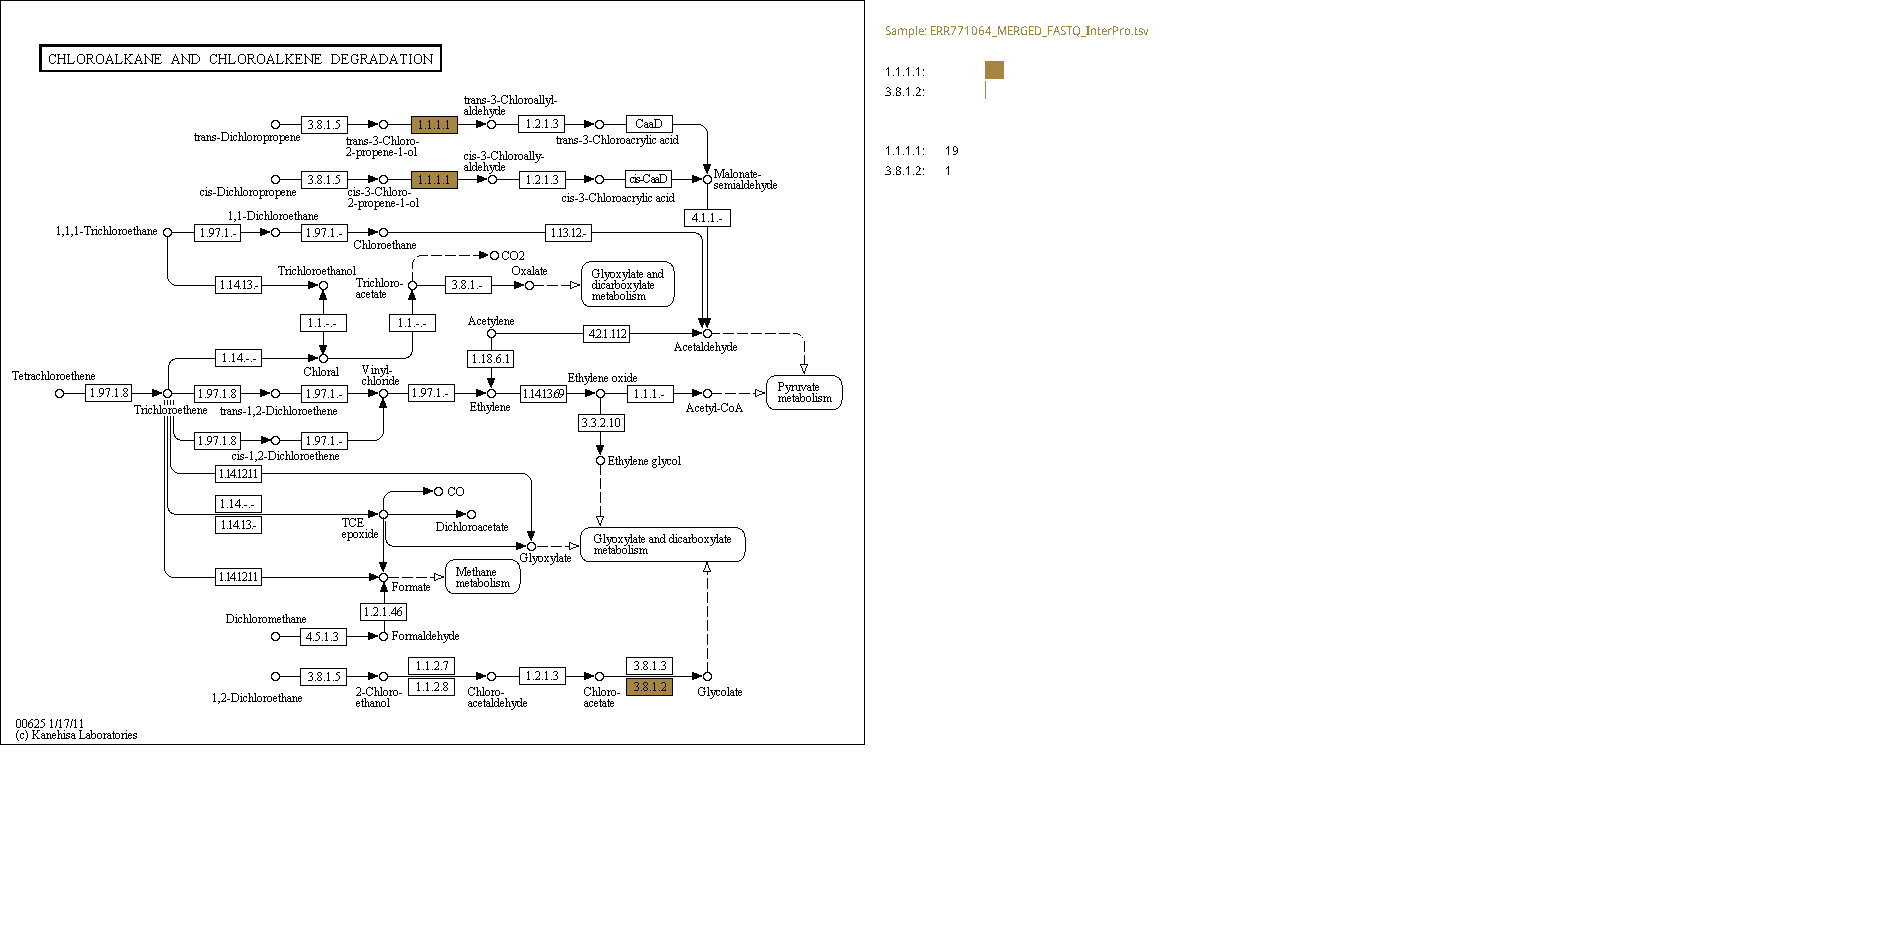 CHLOROALKANE AND CHLOROALKENE DEGRADATION
Sample: ERR771064_MERGED_FASTQ_InterPro.tsv
1.1.1.1:
3.8.1.2:
1.1.1.1: 19
3.8.1.2: 1
trans-3-Chloroallyl-
aldehyde
3.8.1.5
1.1.1.1
1.2.1.3
CaaD
trans-Dichloropropene
trans-3-Chloro-
2-propene-1-ol
trans-3-Chloroacrylic acid
cis-3-Chloroally-
aldehyde
3.8.1.5
1.1.1.1
1.2.1.3
cis-CaaD
Malonate-
semialdehyde
cis-Dichloropropene
cis-3-Chloro-
2-propene-1-ol
cis-3-Chloroacrylic acid
4.1.1.-
1,1-Dichloroethane
1,1,1-Trichloroethane
1.97.1.-
1.97.1.-
1.13.12.-
Chloroethane
CO2
Trichloroethanol
Oxalate
1.14.13.-
Trichloro-
acetate
3.8.1.-
Glyoxylate and
dicarboxylate
metabolism
1.1.-.-
1.1.-.-
Acetylene
4.2.1.112
Acetaldehyde
1.14.-.-
1.18.6.1
Chloral
Vinyl-
chloride
Tetrachloroethene
Ethylene oxide
1.97.1.8
1.97.1.8
1.97.1.-
1.97.1.-
1.14.13.69
1.1.1.-
Pyruvate
metabolism
Trichloroethene
trans-1,2-Dichloroethene
Ethylene
Acetyl-CoA
3.3.2.10
1.97.1.8
1.97.1.-
cis-1,2-Dichloroethene
Ethylene glycol
1.14.12.11
CO
1.14.-.-
1.14.13.-
TCE
epoxide
Dichloroacetate
Glyoxylate and dicarboxylate
metabolism
Glyoxylate
1.14.12.11
Methane
metabolism
Formate
1.2.1.46
Dichloromethane
4.5.1.3
Formaldehyde
3.8.1.5
1.1.2.7
1.1.2.8
1.2.1.3
3.8.1.3
3.8.1.2
1,2-Dichloroethane
2-Chloro-
ethanol
Chloro-
acetaldehyde
Chloro-
acetate
Glycolate
00625 1/17/11
(c) Kanehisa Laboratories